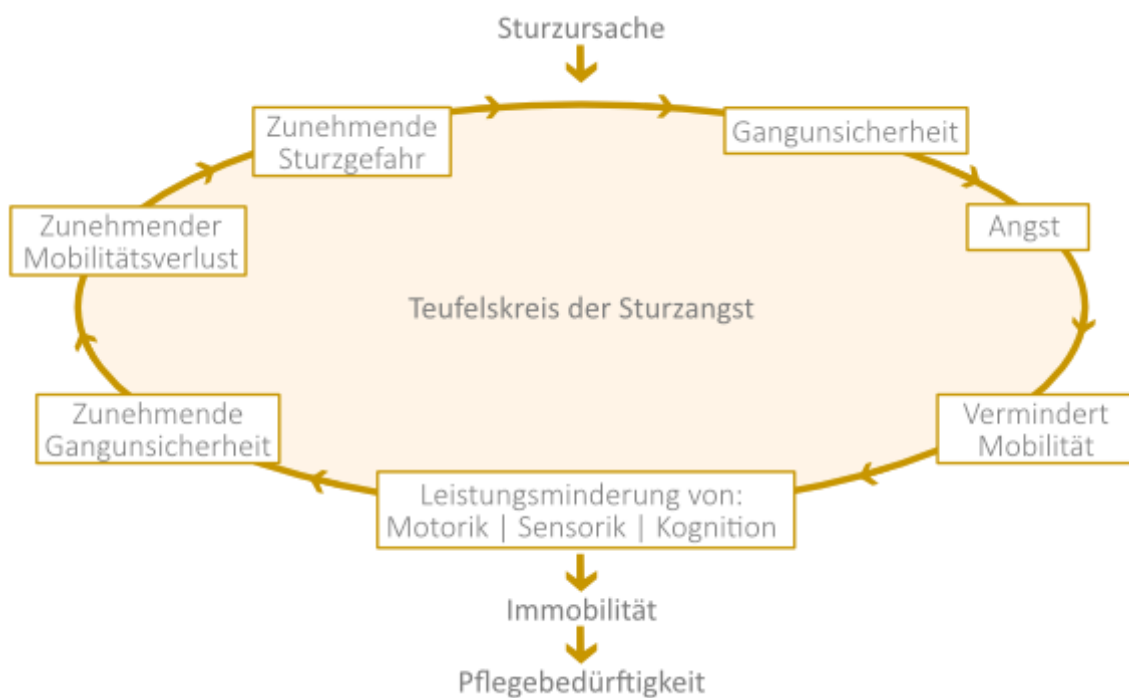 Sturzursache
Zunehmende
Sturzgefahr
Gangunsicherheit
Zunehmender
Mobilitätsverlust
Angst
Teufelskreis der Sturzangst
Zunehmende
Gangunsicherheit
Vermindert
Mobilität
Leistungsminderung von:
Motorik | Sensorik | Kognition
Immobilität
Pflegebedürftigkeit